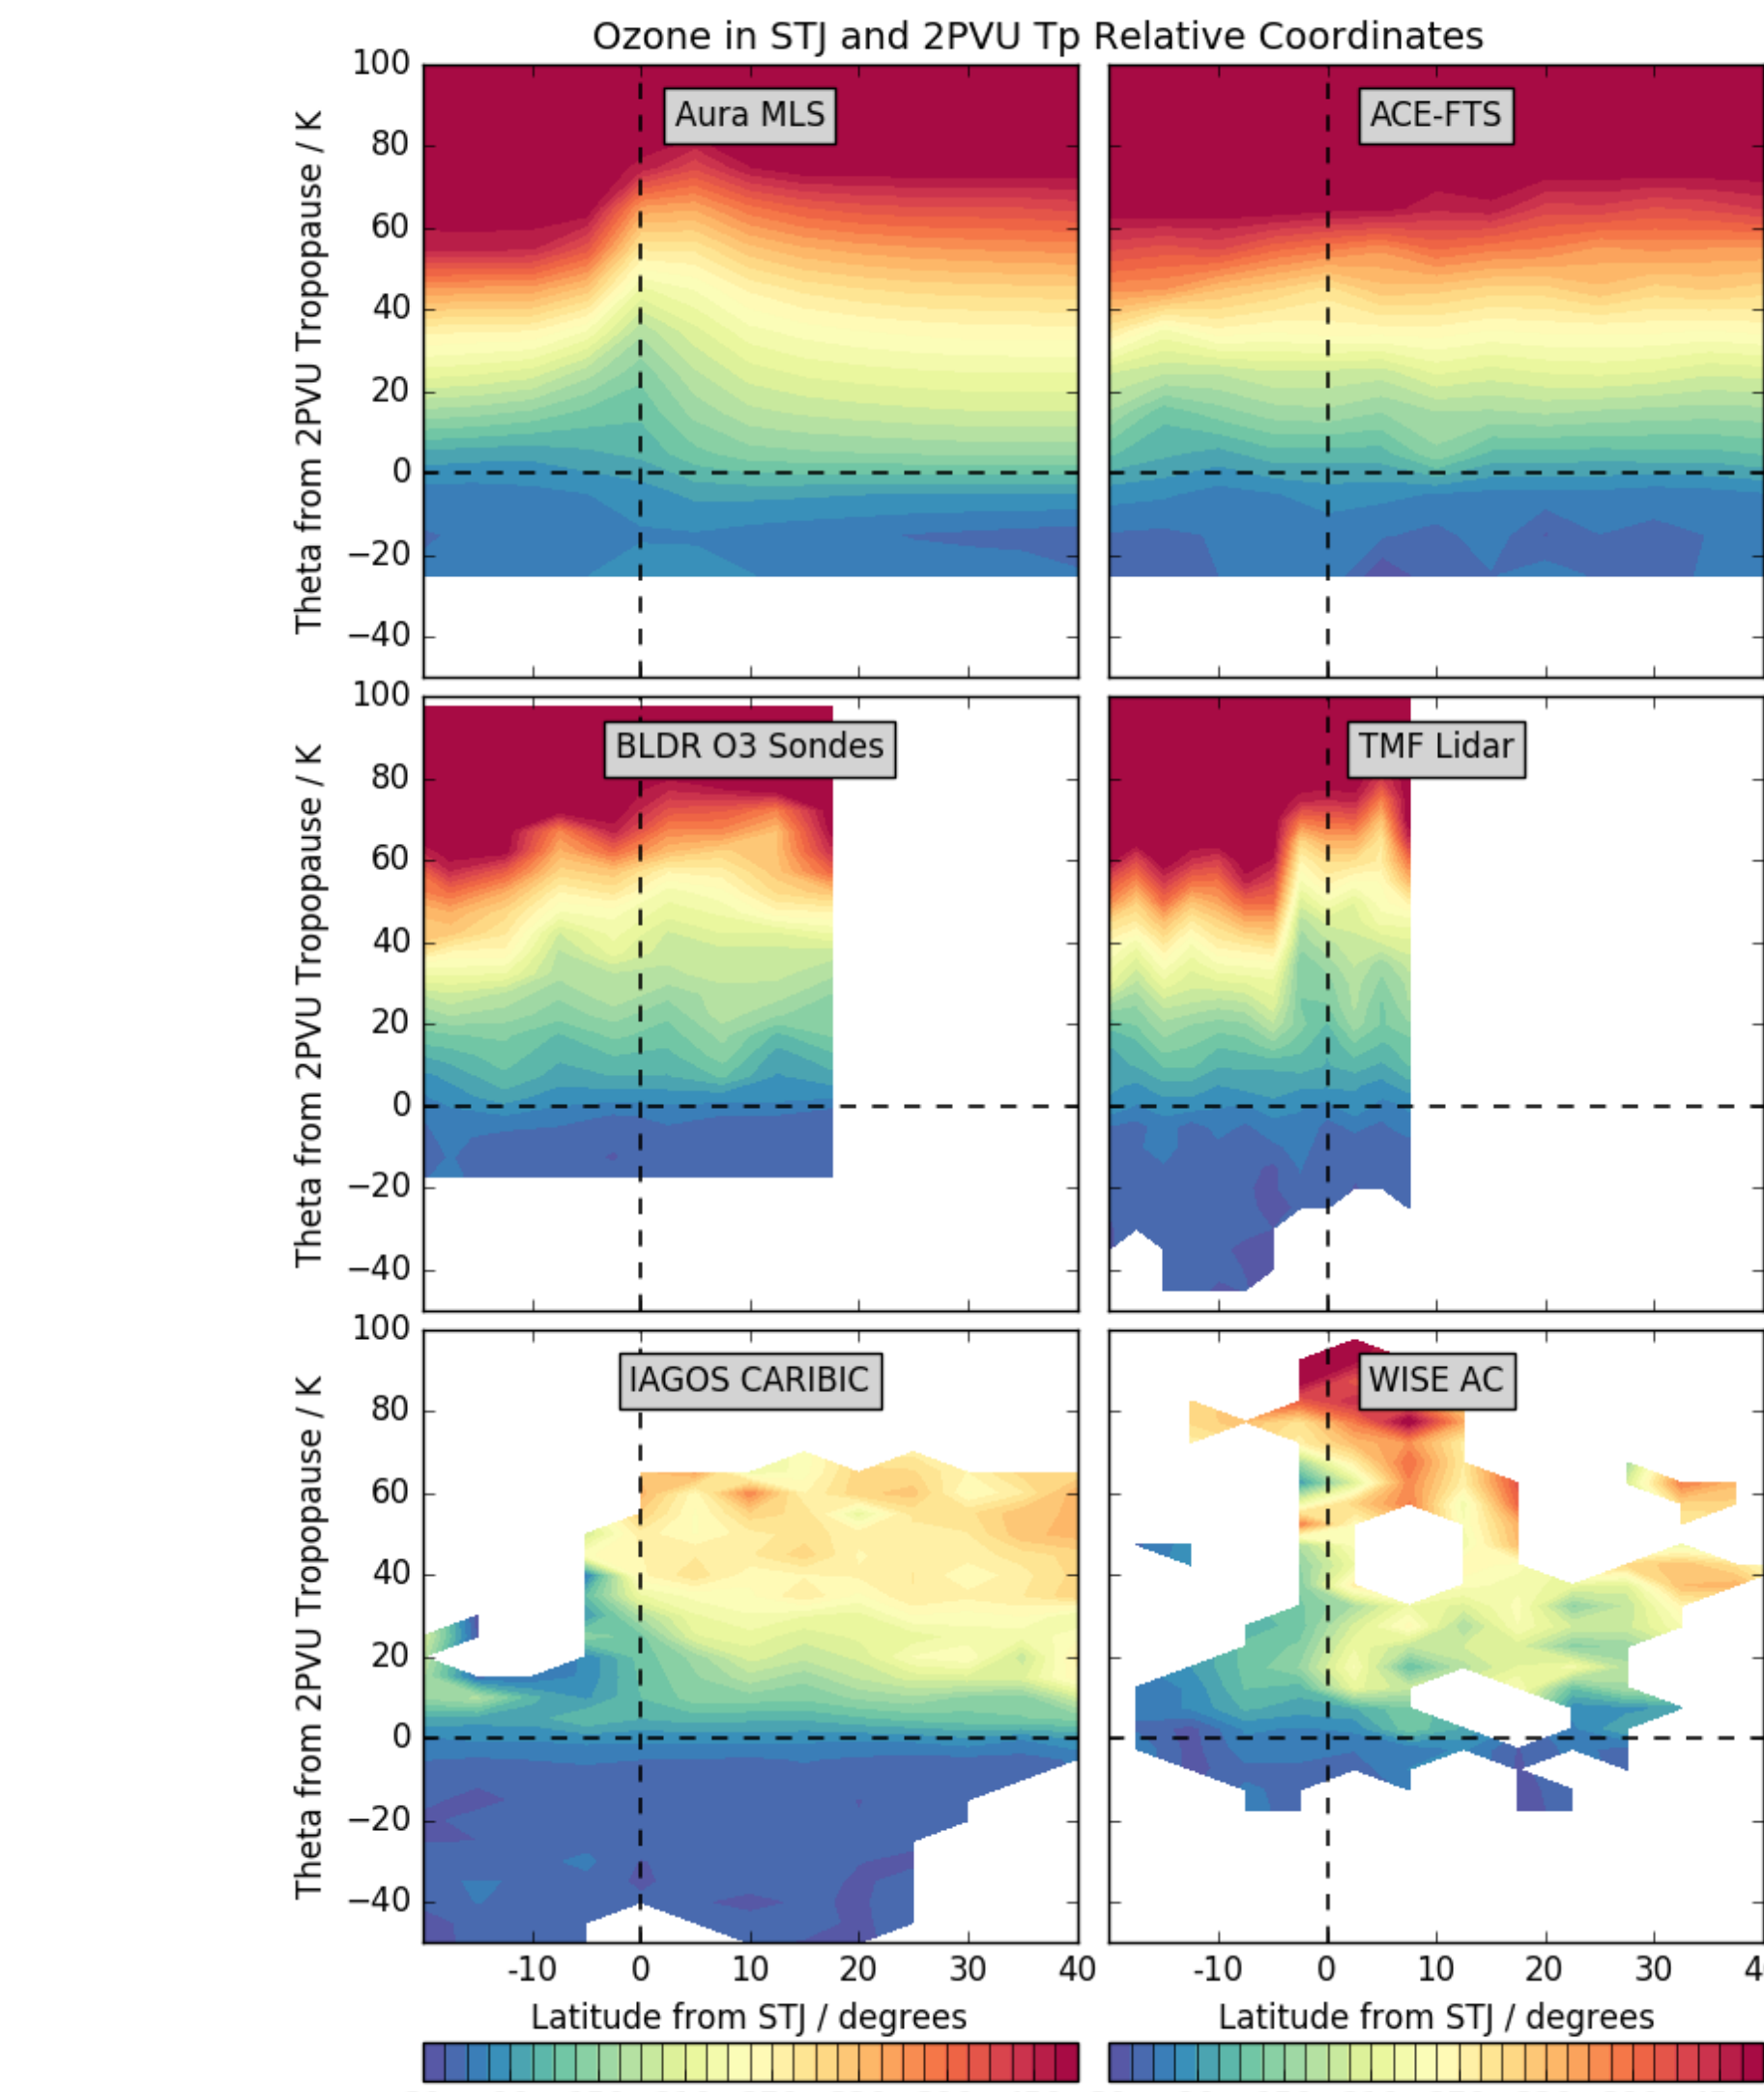 Ozone in STJ and 2PVU Tp Relative Coordinates
Theta from 2PVU Tropopause / K
100
80
60
40
20
0
−20
−40
Aura MLS
ACE-FTS
Theta from 2PVU Tropopause / K
100
80
60
40
20
0
−20
−40
BLDR O3 Sondes
TMF Lidar
Theta from 2PVU Tropopause / K
100
80
60
40
20
0
−20
−40
IAGOS CARIBIC
WISE AC
-10 0 10 20 30 40
-10 0 10 20 30 4
Latitude from STJ / degrees
Latitude from STJ / degrees